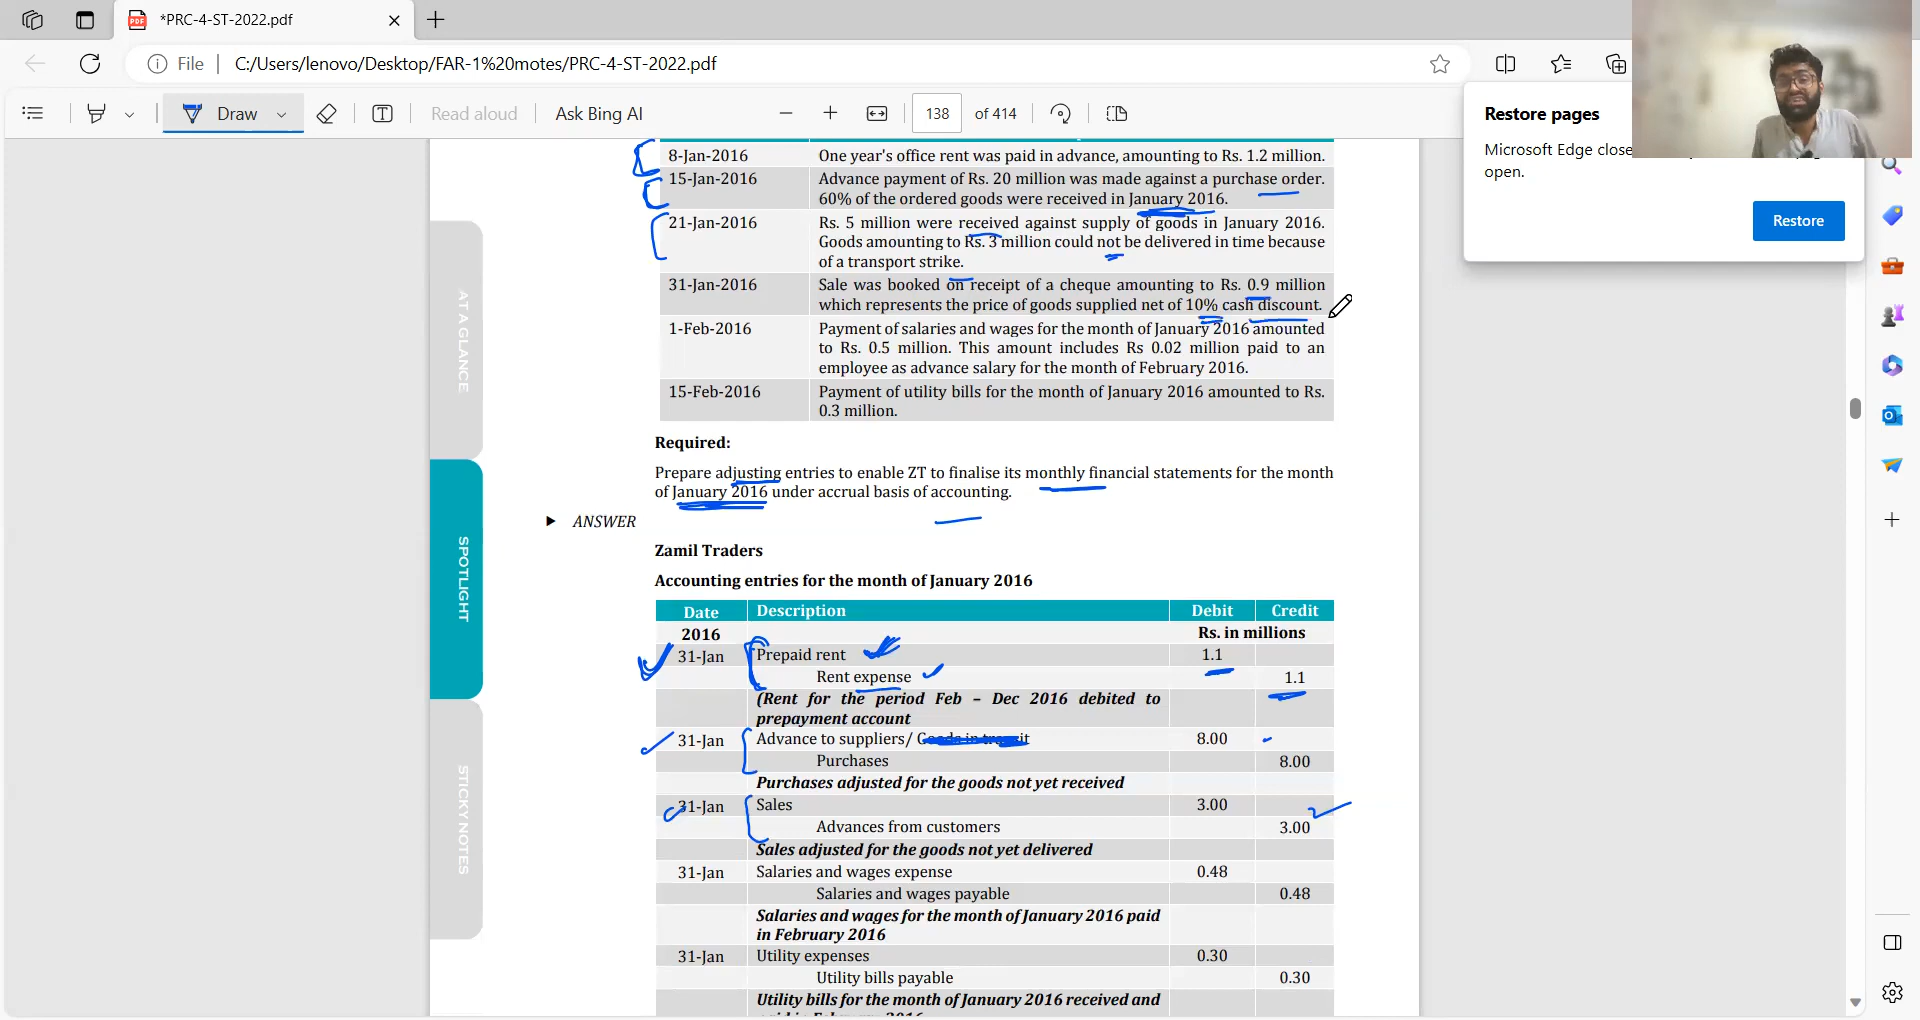 *PRC-4-ST-2022.pdf
File
C:/Users/lenovo/Desktop/FAR-1%20motes/PRC-4-ST-2022.pdf
Draw
Read aloud
Ask Bing AI
138 of 414
Restore pages
Microsoft Edge close
open.
Restore
AT A GLANCE
SPOTLIGHT
STICKY NOTES
8-Jan-2016 One year's office rent was paid in advance, amounting to Rs. 1.2 million.
15-Jan-2016 Advance payment of Rs. 20 million was made against a purchase order.
60% of the ordered goods were received in January 2016.
21-Jan-2016 Rs. 5 million were received against supply of goods in January 2016.
Goods amounting to Rs. 3 million could not be delivered in time because
of a transport strike.
31-Jan-2016 Sale was booked on receipt of a cheque amounting to Rs. 0.9 million
which represents the price of goods supplied net of 10% cash discount.
1-Feb-2016 Payment of salaries and wages for the month of January 2016 amounted
to Rs. 0.5 million. This amount includes Rs 0.02 million paid to an
employee as advance salary for the month of February 2016.
15-Feb-2016 Payment of utility bills for the month of January 2016 amounted to Rs.
0.3 million.
Required:
Prepare adjusting entries to enable ZT to finalise its monthly financial statements for the month
of January 2016 under accrual basis of accounting.
ANSWER
Zamil Traders
Accounting entries for the month of January 2016
Date Description Debit Credit
2016 Rs. in millions
31-Jan Prepaid rent 1.1
Rent expense 1.1
(Rent for the period Feb – Dec 2016 debited to
prepayment account
31-Jan Advance to suppliers/ Goods in transit 8.00
Purchases 8.00
Purchases adjusted for the goods not yet received
31-Jan Sales 3.00
Advances from customers 3.00
Sales adjusted for the goods not yet delivered
31-Jan Salaries and wages expense 0.48
Salaries and wages payable 0.48
Salaries and wages for the month of January 2016 paid
in February 2016
31-Jan Utility expenses 0.30
Utility bills payable 0.30
Utility bills for the month of January 2016 received and